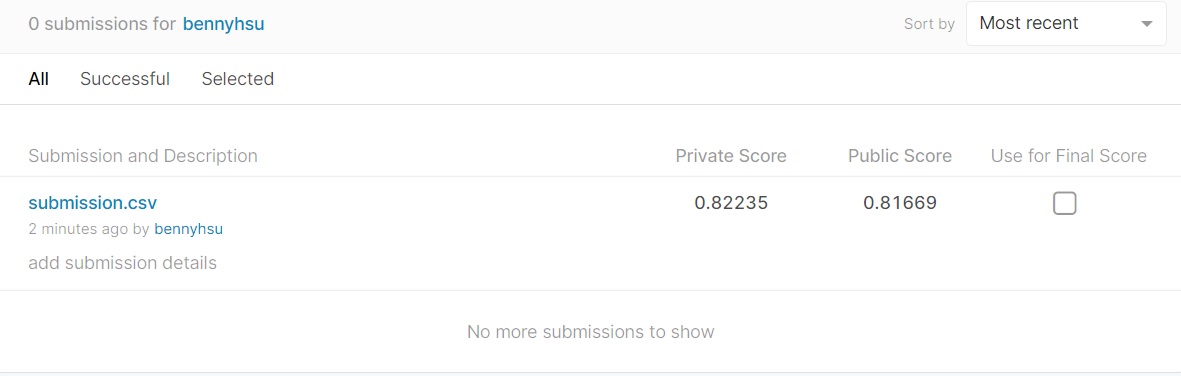 0 submissions for bennyhsu Sort by Most recent
All Successful Selected
Submission and Description Private Score Public Score Use for Final Score
submission.csv 0.82235 0.81669
2 minutes ago by bennyhsu
add submission details
No more submissions to show